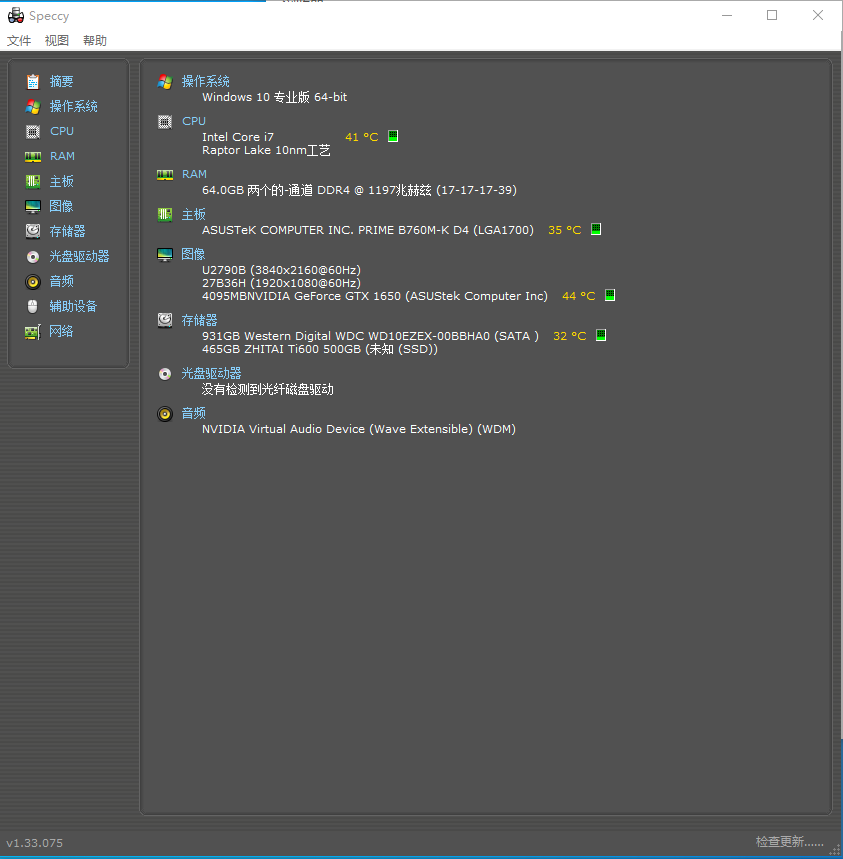 Speccy
文件 视图 帮助
摘要
操作系统
CPU
RAM
主板
图像
存储器
光盘驱动器
音频
辅助设备
网络
操作系统
Windows 10 专业版 64-bit
CPU
Intel Core i7 41 °C
Raptor Lake 10nm工艺
RAM
64.0GB 两个的-通道 DDR4 @ 1197兆赫兹 (17-17-17-39)
主板
ASUSTeK COMPUTER INC. PRIME B760M-K D4 (LGA1700) 35 °C
图像
U2790B (3840x2160@60Hz)
27B36H (1920x1080@60Hz)
4095MBNVIDIA GeForce GTX 1650 (ASUStek Computer Inc) 44 °C
存储器
931GB Western Digital WDC WD10EZEX-00BBHA0 (SATA ) 32 °C
465GB ZHITAI Ti600 500GB (未知 (SSD))
光盘驱动器
没有检测到光纤磁盘驱动
音频
NVIDIA Virtual Audio Device (Wave Extensible) (WDM)
v1.33.075 检查更新......